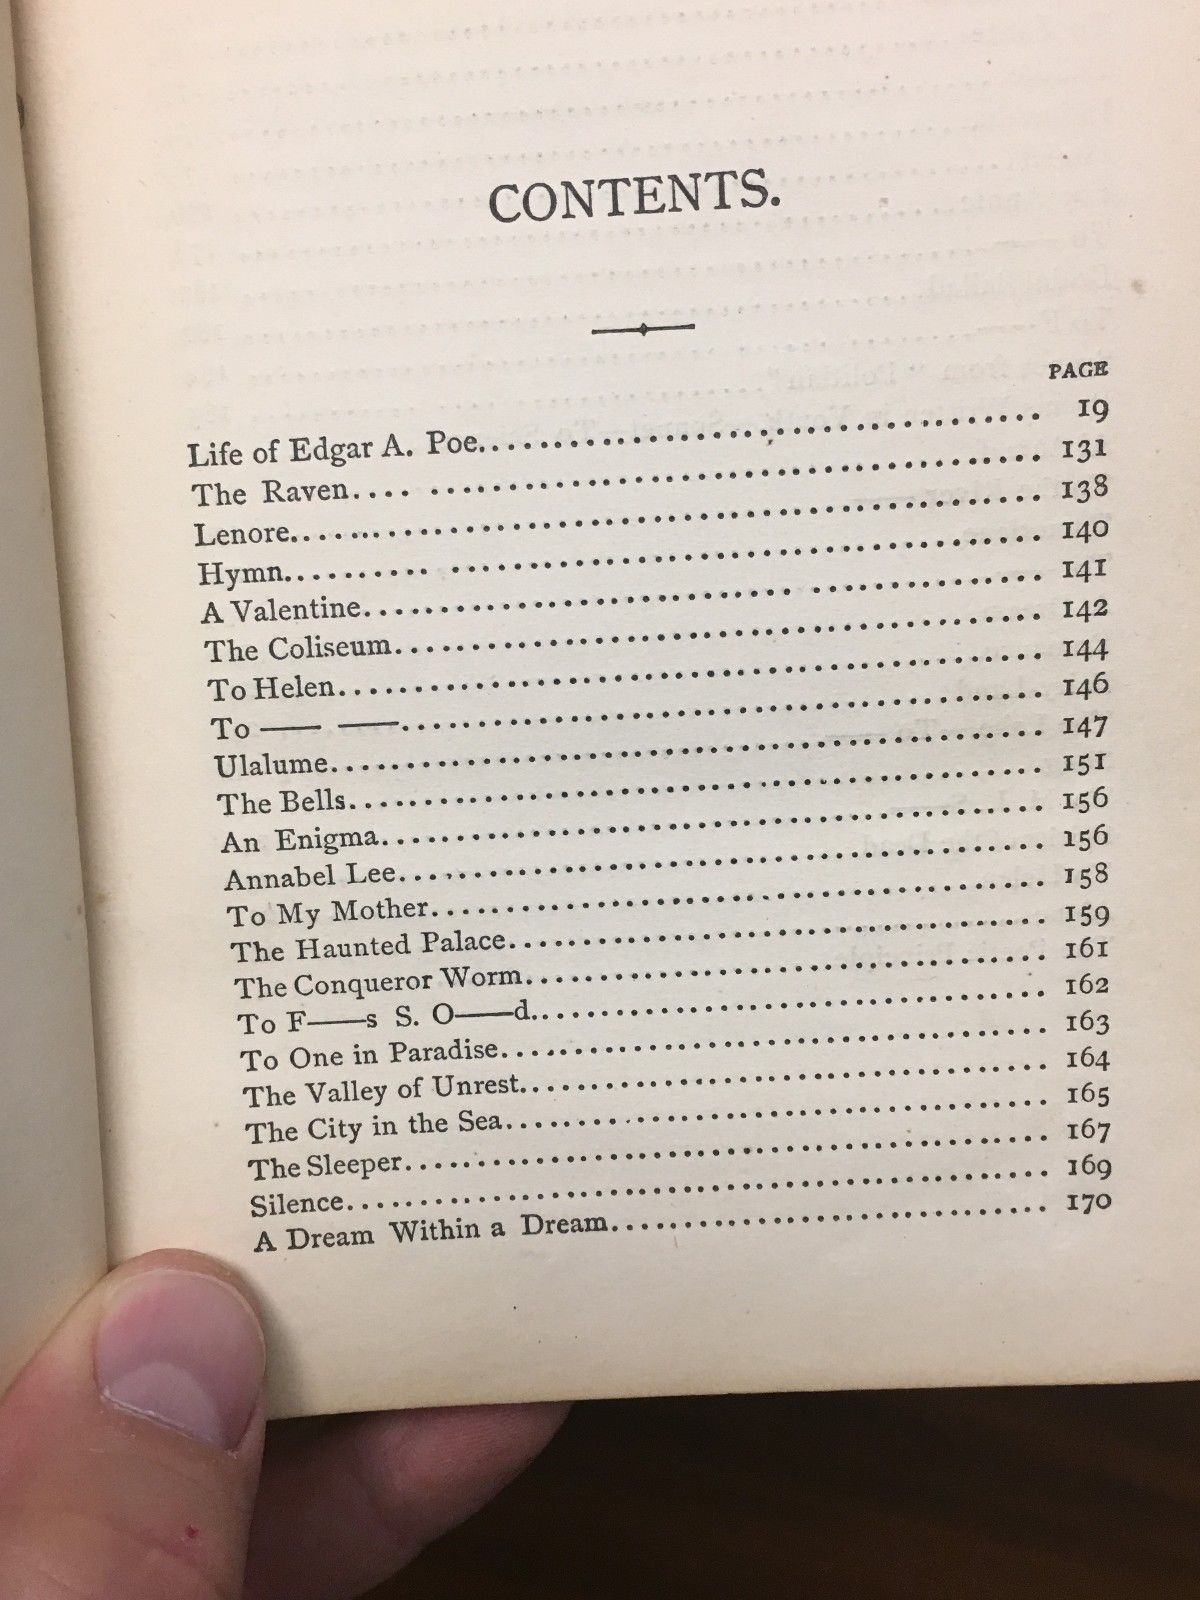 CONTENTS.
PAGE
Life of Edgar A. Poe........................................ 19
The Raven.... ........................................ 131
Lenore................................................ 138
Hymn.......... ...................................... 140
A Valentine............................ ............... 141
The Coliseum.......................................... 142
To Helen.............................................. 144
To —— ——.......................................... 146
Ulalume............................................... 147
The Bells............................................. 151
An Enigma............................................ 156
Annabel Lee........................................... 156
To My Mother......................................... 158
The Haunted Palace.................................... 159
The Conqueror Worm................................... 161
To F——s S. O——d................................... 162
To One in Paradise..................................... 163
The Valley of Unrest................................... 164
The City in the Sea.................................... 165
The Sleeper........................................... 167
Silence............................................... 169
A Dream Within a Dream.............................. 170